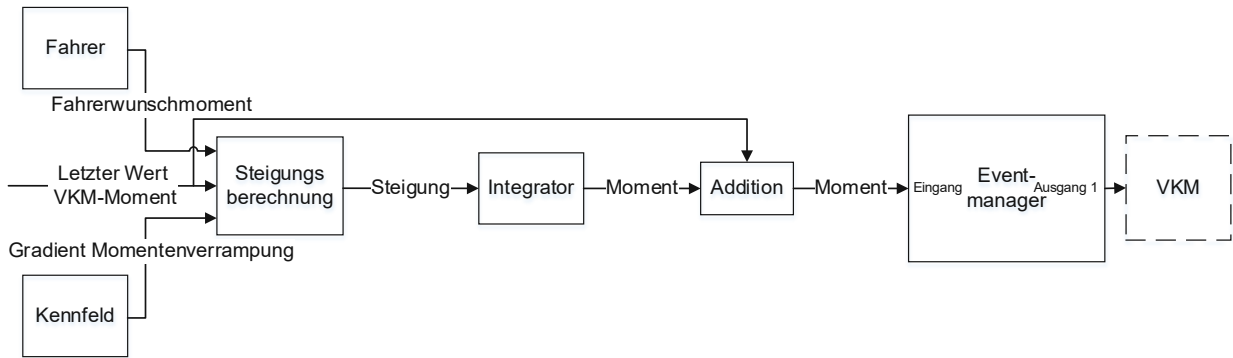 Fahrer
Fahrerwunschmoment
Letzter Wert
VKM-Moment
Steigungs
berechnung
Steigung
Integrator
Moment
Addition
Moment
Eingang
Event-
manager
Ausgang 1
VKM
Gradient Momentenverrampung
Kennfeld